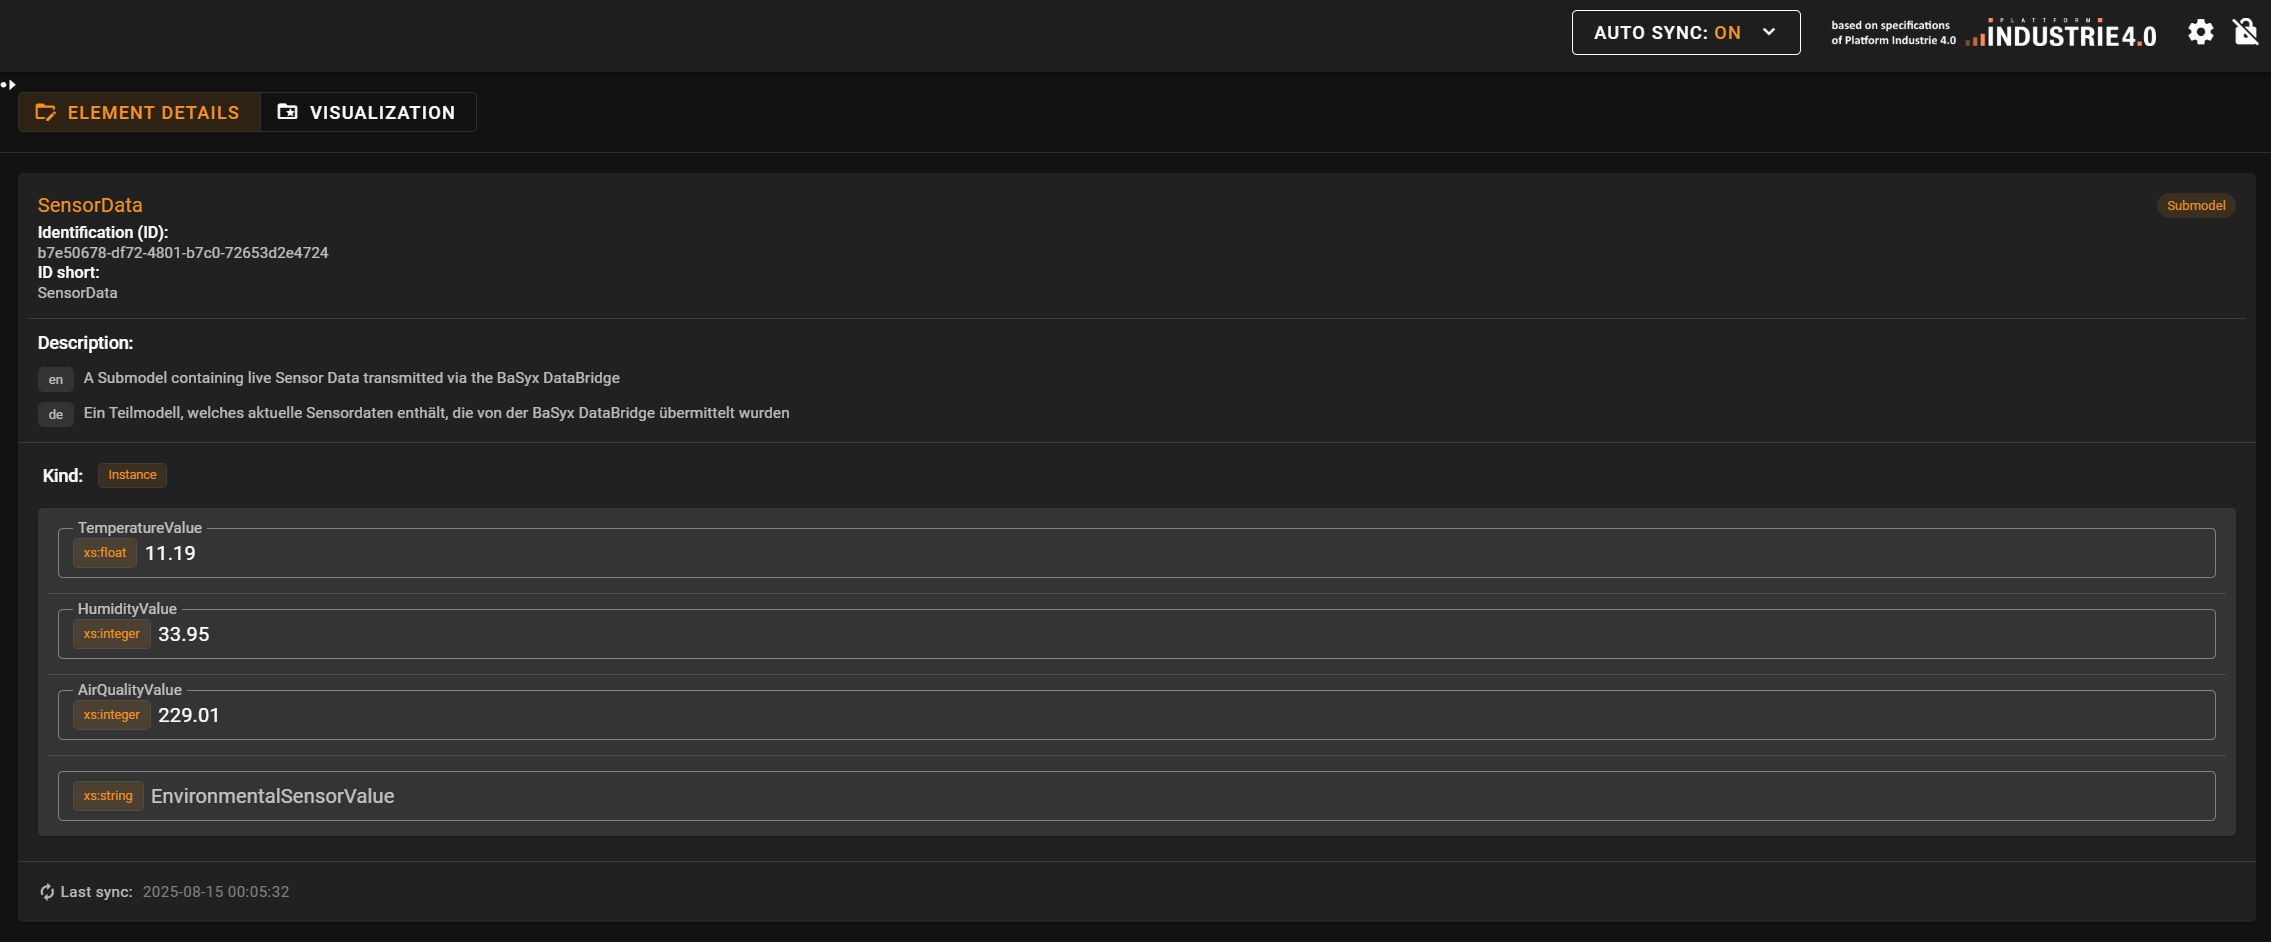 AUTO SYNC: ON
based on specifications
of Platform Industrie 4.0
PLATTFORM
INDUSTRIE4.0
ELEMENT DETAILS
VISUALIZATION
SensorData
Submodel
Identification (ID):
b7e50678-df72-4801-b7c0-72653d2e4724
ID short:
SensorData
Description:
en A Submodel containing live Sensor Data transmitted via the BaSyx DataBridge
de Ein Teilmodell, welches aktuelle Sensordaten enthält, die von der BaSyx DataBridge übermittelt wurden
Kind: Instance
TemperatureValue
xs:float 11.19
HumidityValue
xs:integer 33.95
AirQualityValue
xs:integer 229.01
xs:string EnvironmentalSensorValue
Last sync: 2025-08-15 00:05:32